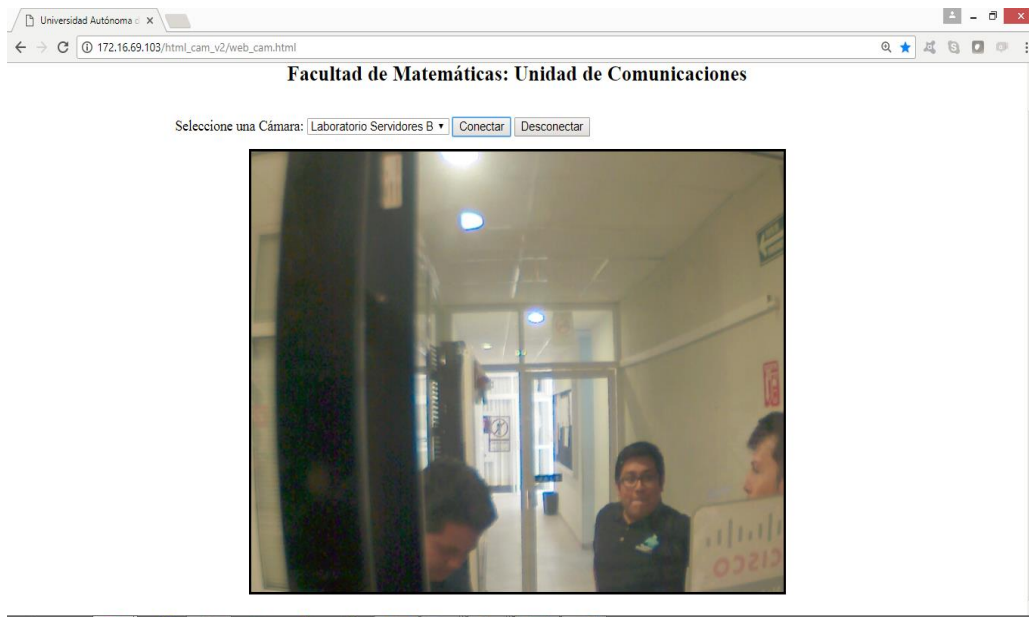 Universidad Autónoma d
172.16.69.103/html_cam_v2/web_cam.html
Facultad de Matemáticas: Unidad de Comunicaciones
Seleccione una Cámara: Laboratorio Servidores B Conectar Desconectar
CISCO